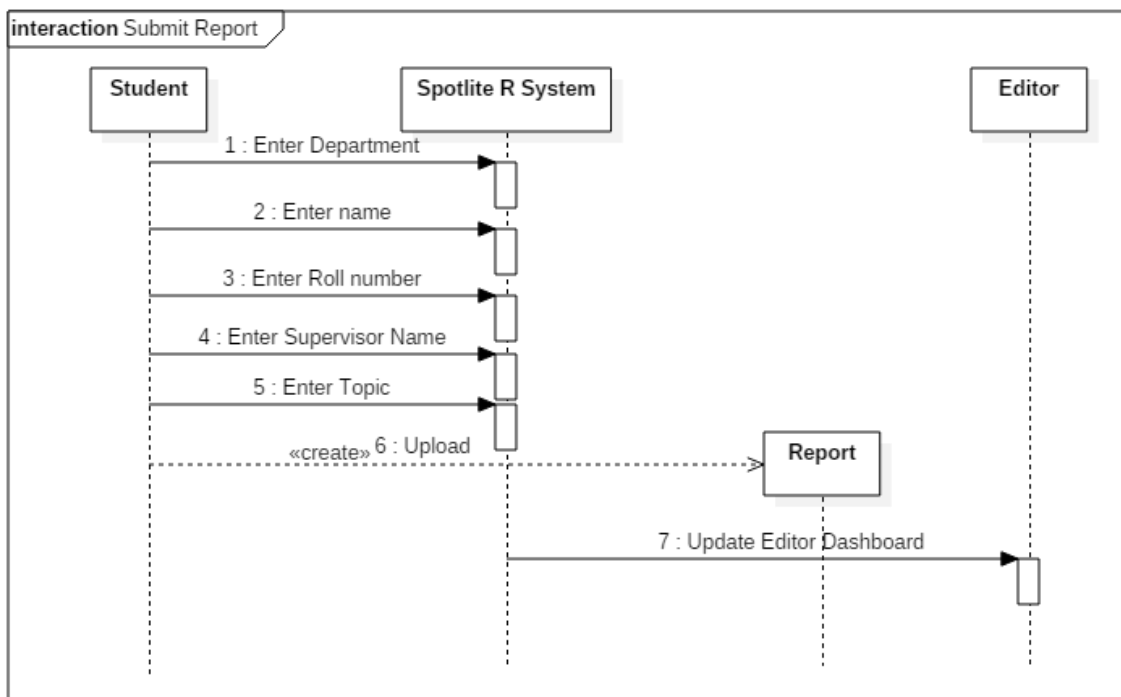 interaction Submit Report
Student
Spotlite R System
Editor
1 : Enter Department
2 : Enter name
3 : Enter Roll number
4 : Enter Supervisor Name
5 : Enter Topic
«create» 6 : Upload
Report
7 : Update Editor Dashboard